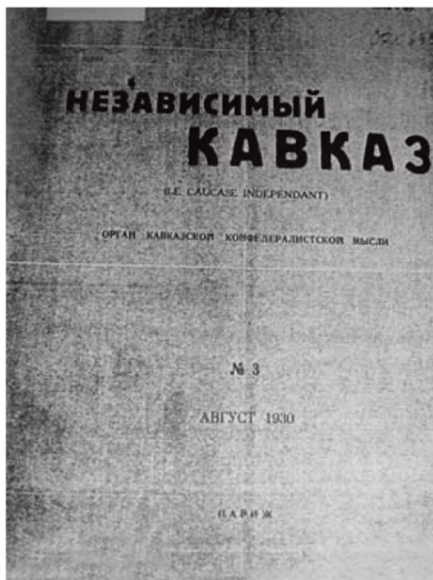 НЕЗАВИСИМЫЙ
КАВКАЗ
(LE CAUCASE INDEPENDANT)
ОРГАН КАВКАЗСКОЙ КОНФЕДЕРАЛИСТСКОЙ МЫСЛИ
№ 3
АВГУСТ 1930
ПАРИЖ